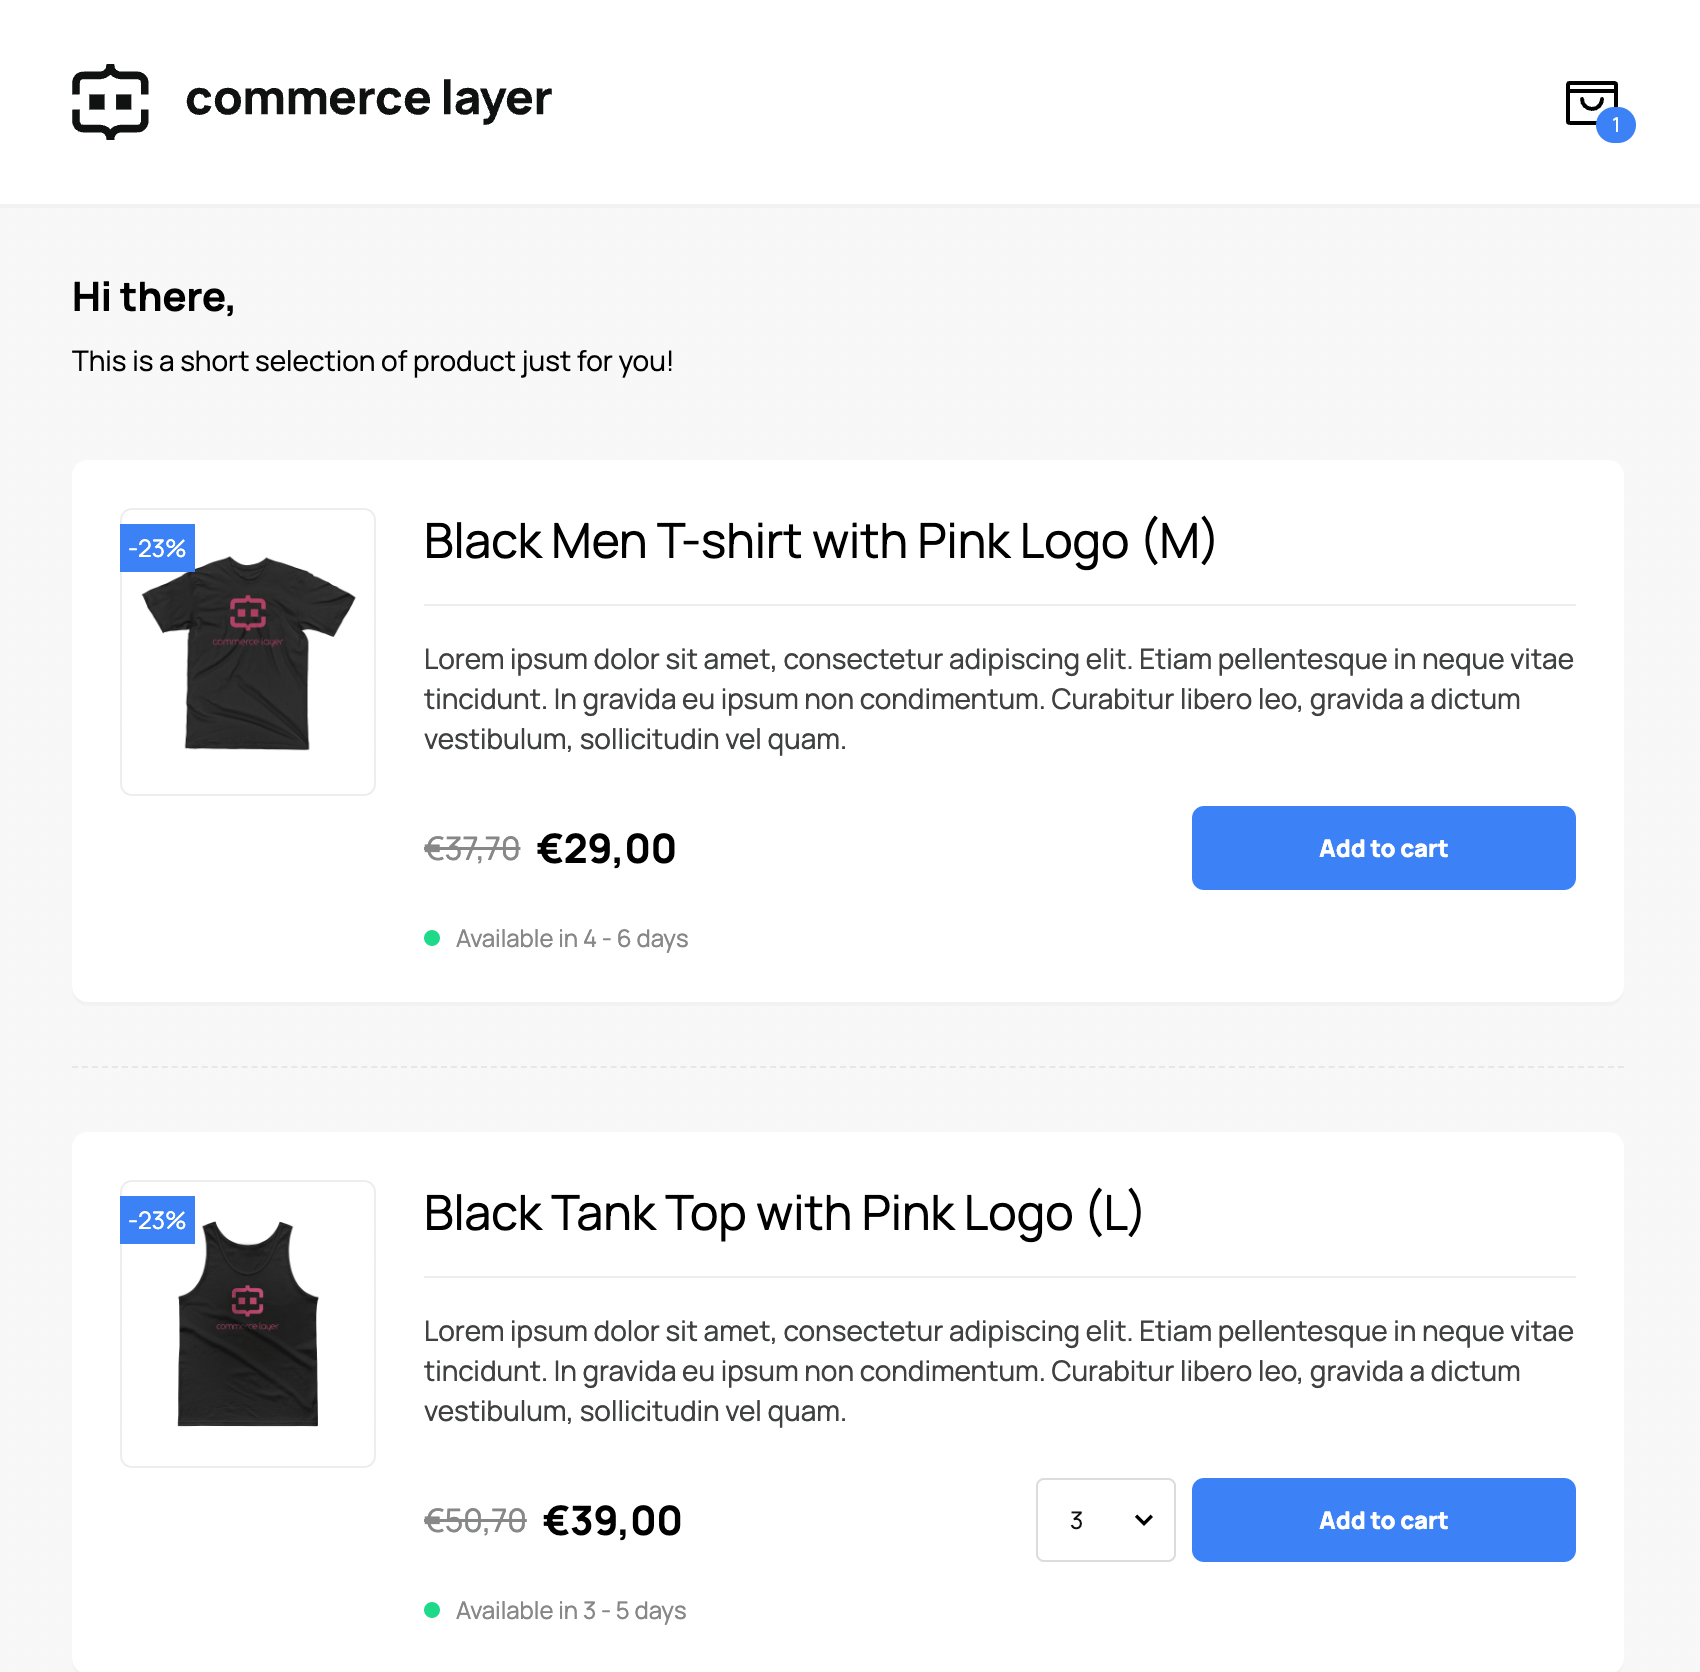 commerce layer
1
Hi there,
This is a short selection of product just for you!
-23%
commerce layer
Black Men T-shirt with Pink Logo (M)
Lorem ipsum dolor sit amet, consectetur adipiscing elit. Etiam pellentesque in neque vitae
tincidunt. In gravida eu ipsum non condimentum. Curabitur libero leo, gravida a dictum
vestibulum, sollicitudin vel quam.
€37,70 €29,00
Add to cart
Available in 4 - 6 days
-23%
commerce layer
Black Tank Top with Pink Logo (L)
Lorem ipsum dolor sit amet, consectetur adipiscing elit. Etiam pellentesque in neque vitae
tincidunt. In gravida eu ipsum non condimentum. Curabitur libero leo, gravida a dictum
vestibulum, sollicitudin vel quam.
€50,70 €39,00
3
Add to cart
Available in 3 - 5 days